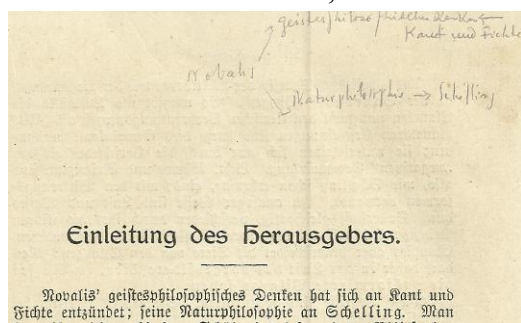 geistesphilosophisches Denken
Kant und Fichte
Novalis
Naturphilosophie → Schelling
Einleitung des Herausgebers.
Novalis' geistesphilosophisches Denken hat sich an Kant und
Fichte entzündet; seine Naturphilosophie an Schelling. Man